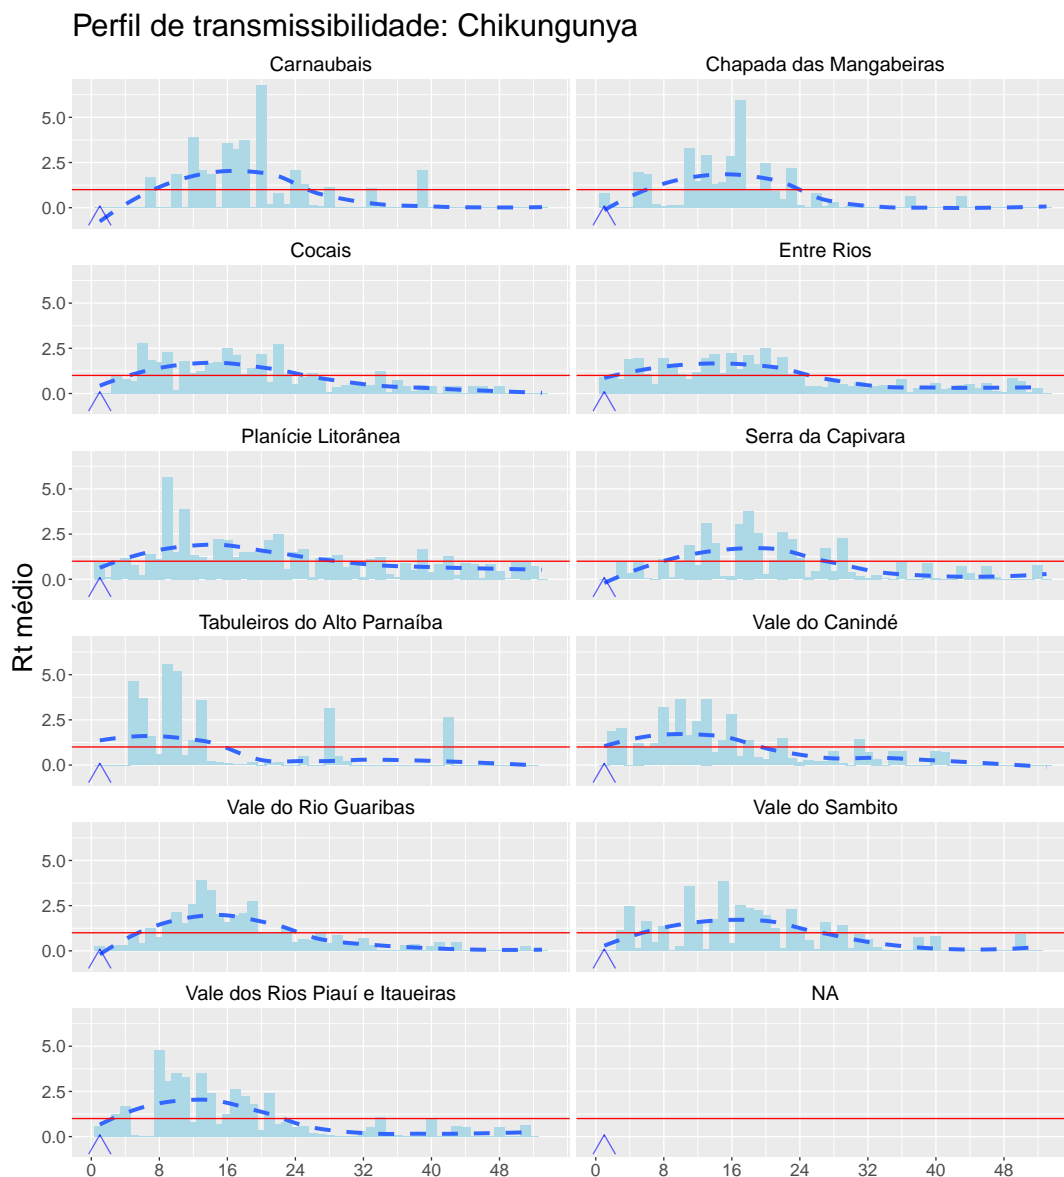 Perfil de transmissibilidade: Chikungunya
Carnaubais
Chapada das Mangabeiras
5.0
2.5
0.0
Cocais
Entre Rios
5.0
2.5
0.0
Planície Litorânea
Serra da Capivara
5.0
2.5
0.0
Rt médio
Tabuleiros do Alto Parnaíba
Vale do Canindé
5.0
2.5
0.0
Vale do Rio Guaribas
Vale do Sambito
5.0
2.5
0.0
Vale dos Rios Piauí e Itaueiras
NA
5.0
2.5
0.0
0 8 16 24 32 40 48
0 8 16 24 32 40 48